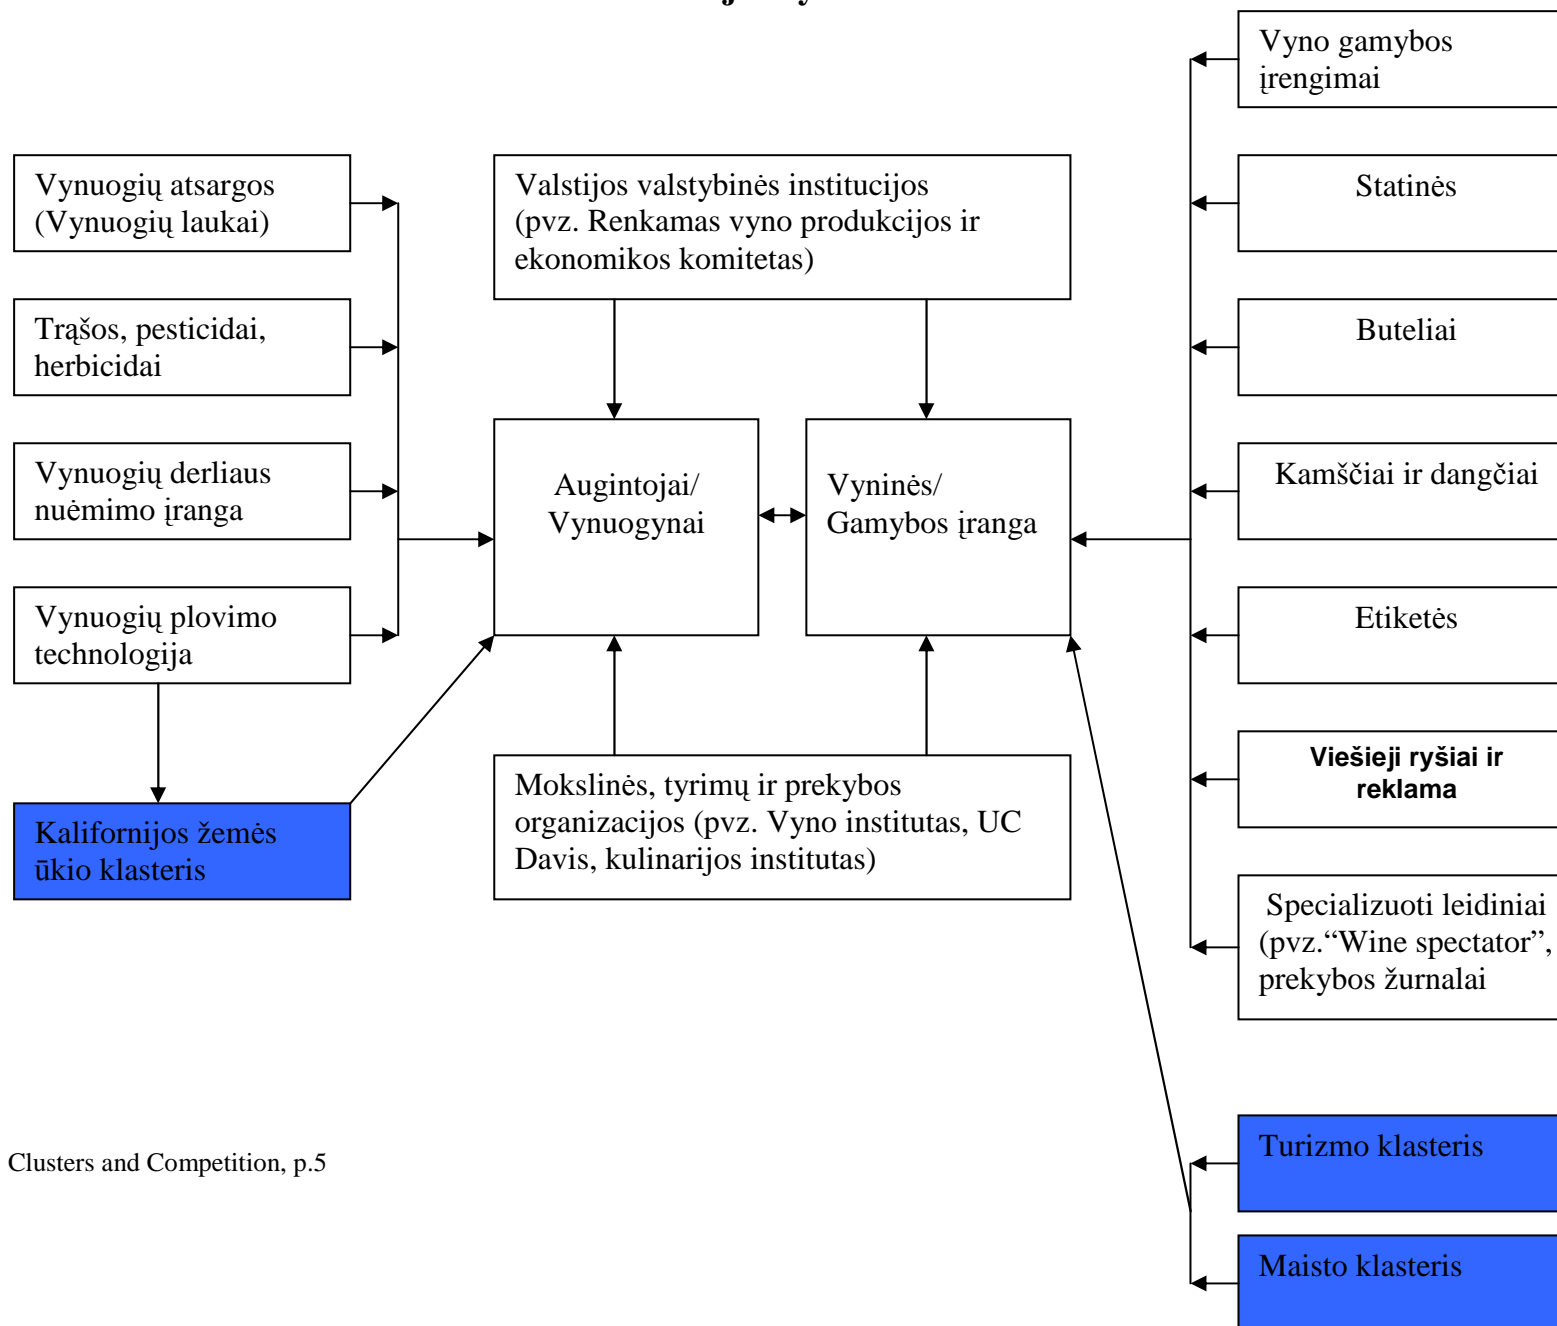 Vyno gamybos
įrengimai
Vynuogių atsargos
(Vynuogių laukai)
Valstijos valstybinės institucijos
(pvz. Renkamas vyno produkcijos ir
ekonomikos komitetas)
Statinės
Trąšos, pesticidai,
herbicidai
Buteliai
Vynuogių derliaus
nuėmimo įranga
Augintojai/
Vynuogynai
Vyninės/
Gamybos įranga
Kamščiai ir dangčiai
Vynuogių plovimo
technologija
Etiketės
Kalifornijos žemės
ūkio klasteris
Mokslinės, tyrimų ir prekybos
organizacijos (pvz. Vyno institutas, UC
Davis, kulinarijos institutas)
Viešieji ryšiai ir
reklama
Specializuoti leidiniai
(pvz.“Wine spectator”,
prekybos žurnalai
Clusters and Competition, p.5
Turizmo klasteris
Maisto klasteris